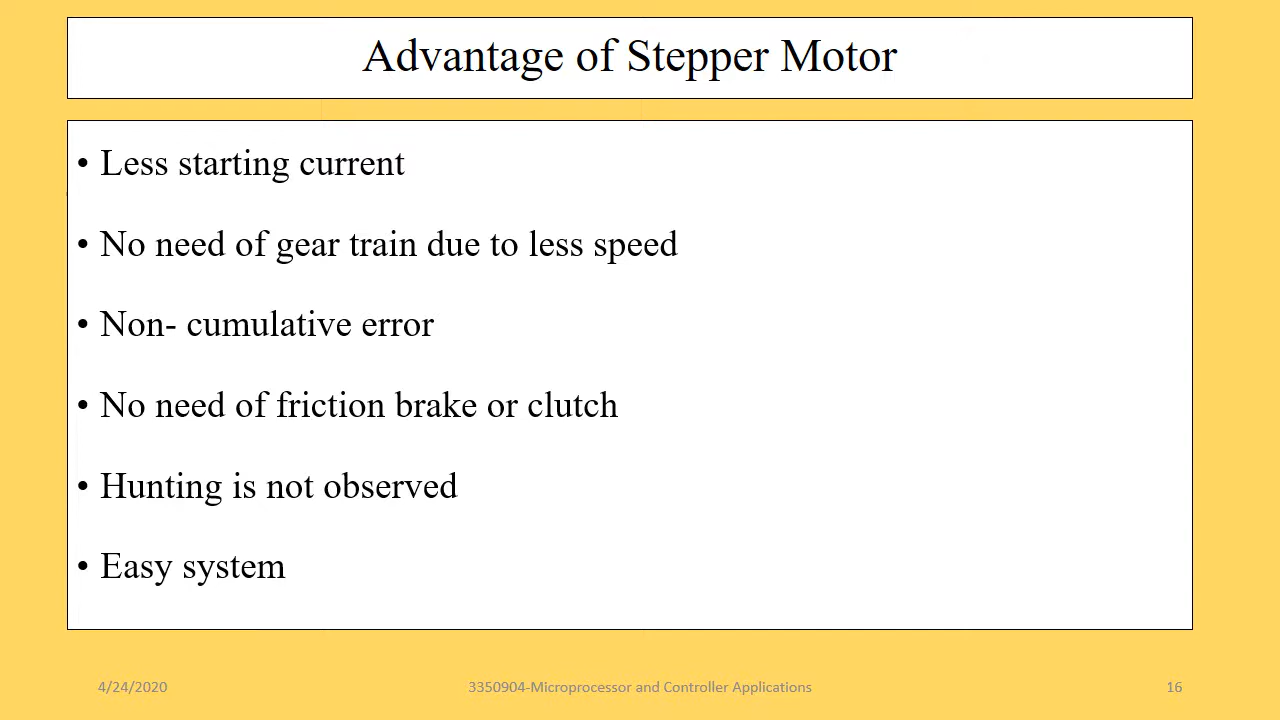 Advantage of Stepper Motor
• Less starting current
• No need of gear train due to less speed
• Non- cumulative error
• No need of friction brake or clutch
• Hunting is not observed
• Easy system
4/24/2020
3350904-Microprocessor and Controller Applications
16